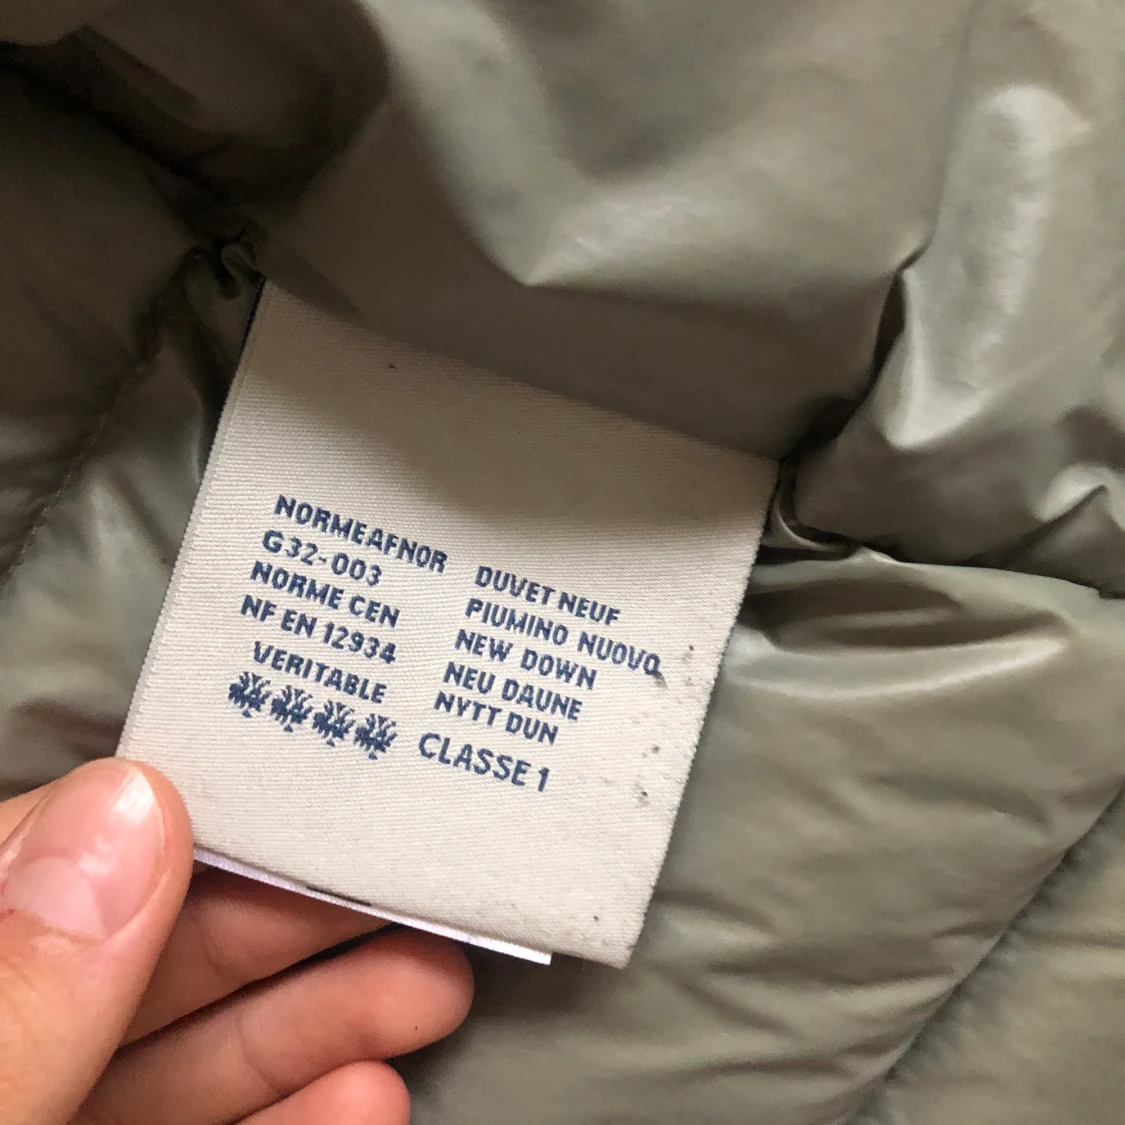 NORMEAFNOR
G32-003
NORME CEN
NF EN 12934
VERITABLE
DUVET NEUF
PIUMINO NUOVO
NEW DOWN
NEU DAUNE
NYTT DUN
CLASSE 1